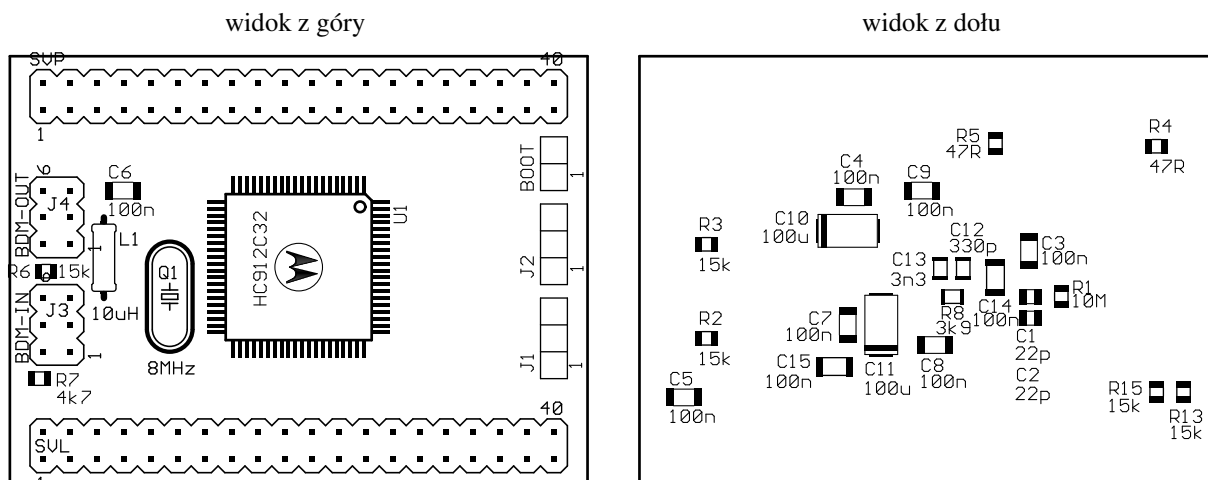 widok z góry
widok z dołu
SVP
40
1
BDM-OUT
6
J4
C6
100n
L1
1
R6
15k
BDM-IN
6
J3
10uH
1
R7
4k7
Q1
8MHz
HC912C32
U1
BOOT
1
J2
1
J1
1
SVL
40
1
R5
47R
R4
47R
C4
100n
C9
100n
C10
100u
R3
15k
C12
330p
C13
3n3
C3
100n
R8
3k9
C14
100n
R1
10M
C7
100n
R2
15k
C1
22p
C15
100n
C11
100u
C8
100n
C2
22p
C5
100n
R15
15k
R13
15k